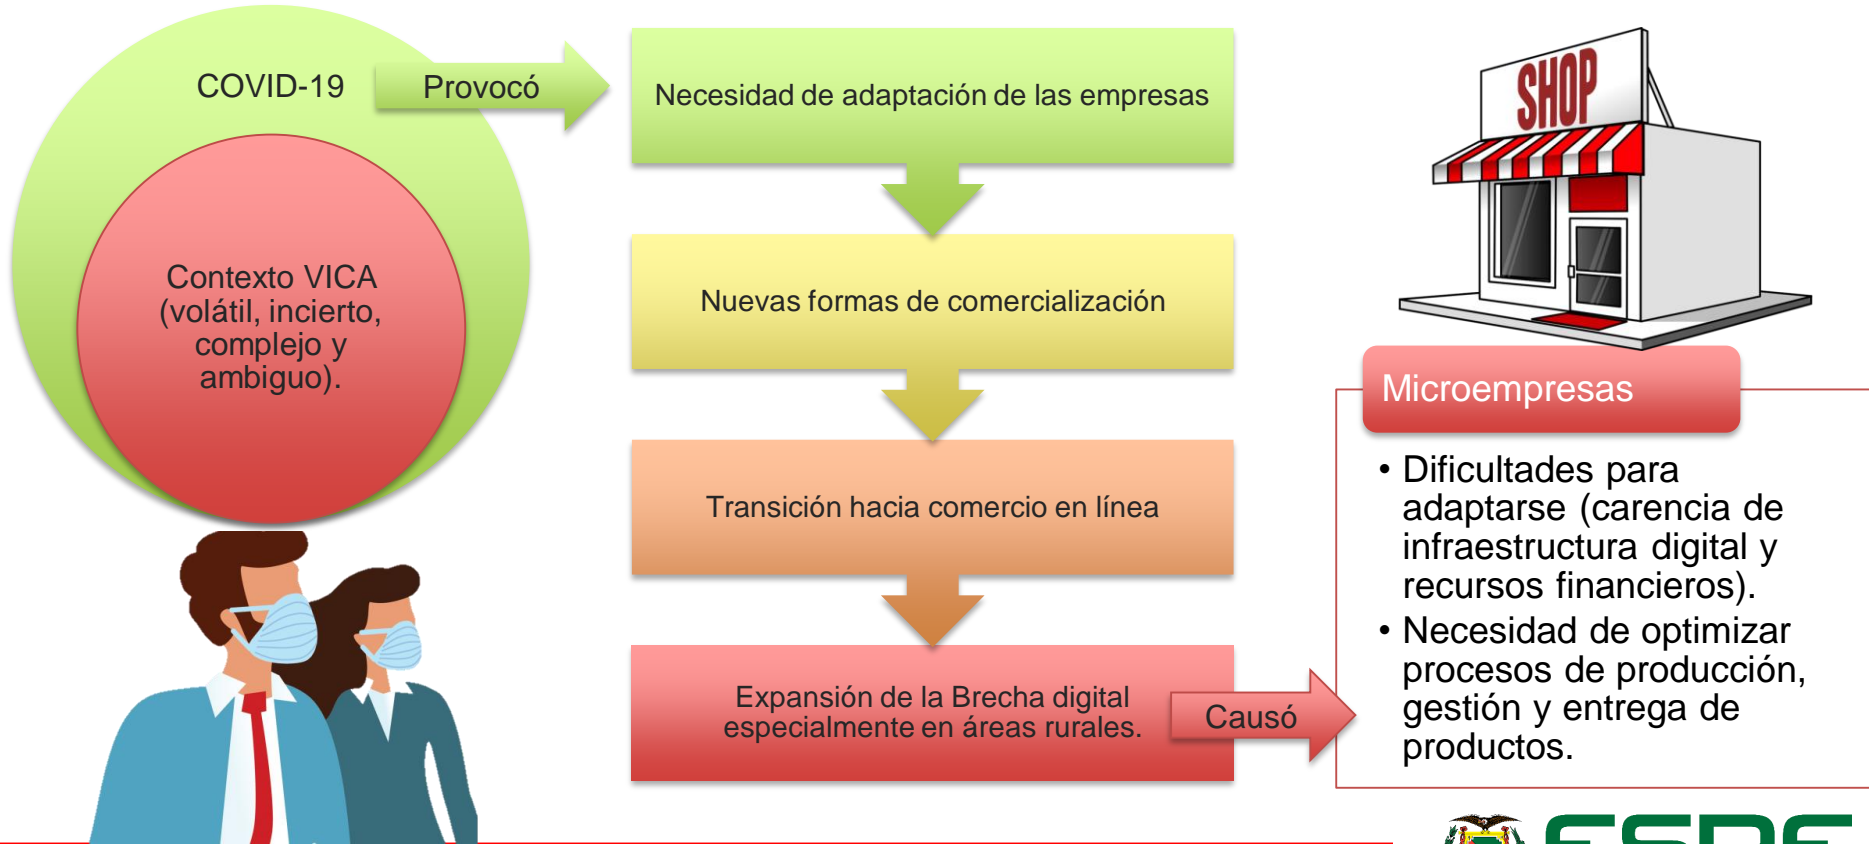 COVID-19
Provocó
Contexto VICA
(volátil, incierto,
complejo y
ambiguo).
Necesidad de adaptación de las empresas
Nuevas formas de comercialización
Transición hacia comercio en línea
Expansión de la Brecha digital
especialmente en áreas rurales.
Causó
SHOP
Microempresas
• Dificultades para
adaptarse (carencia de
infraestructura digital y
recursos financieros).
• Necesidad de optimizar
procesos de producción,
gestión y entrega de
productos.